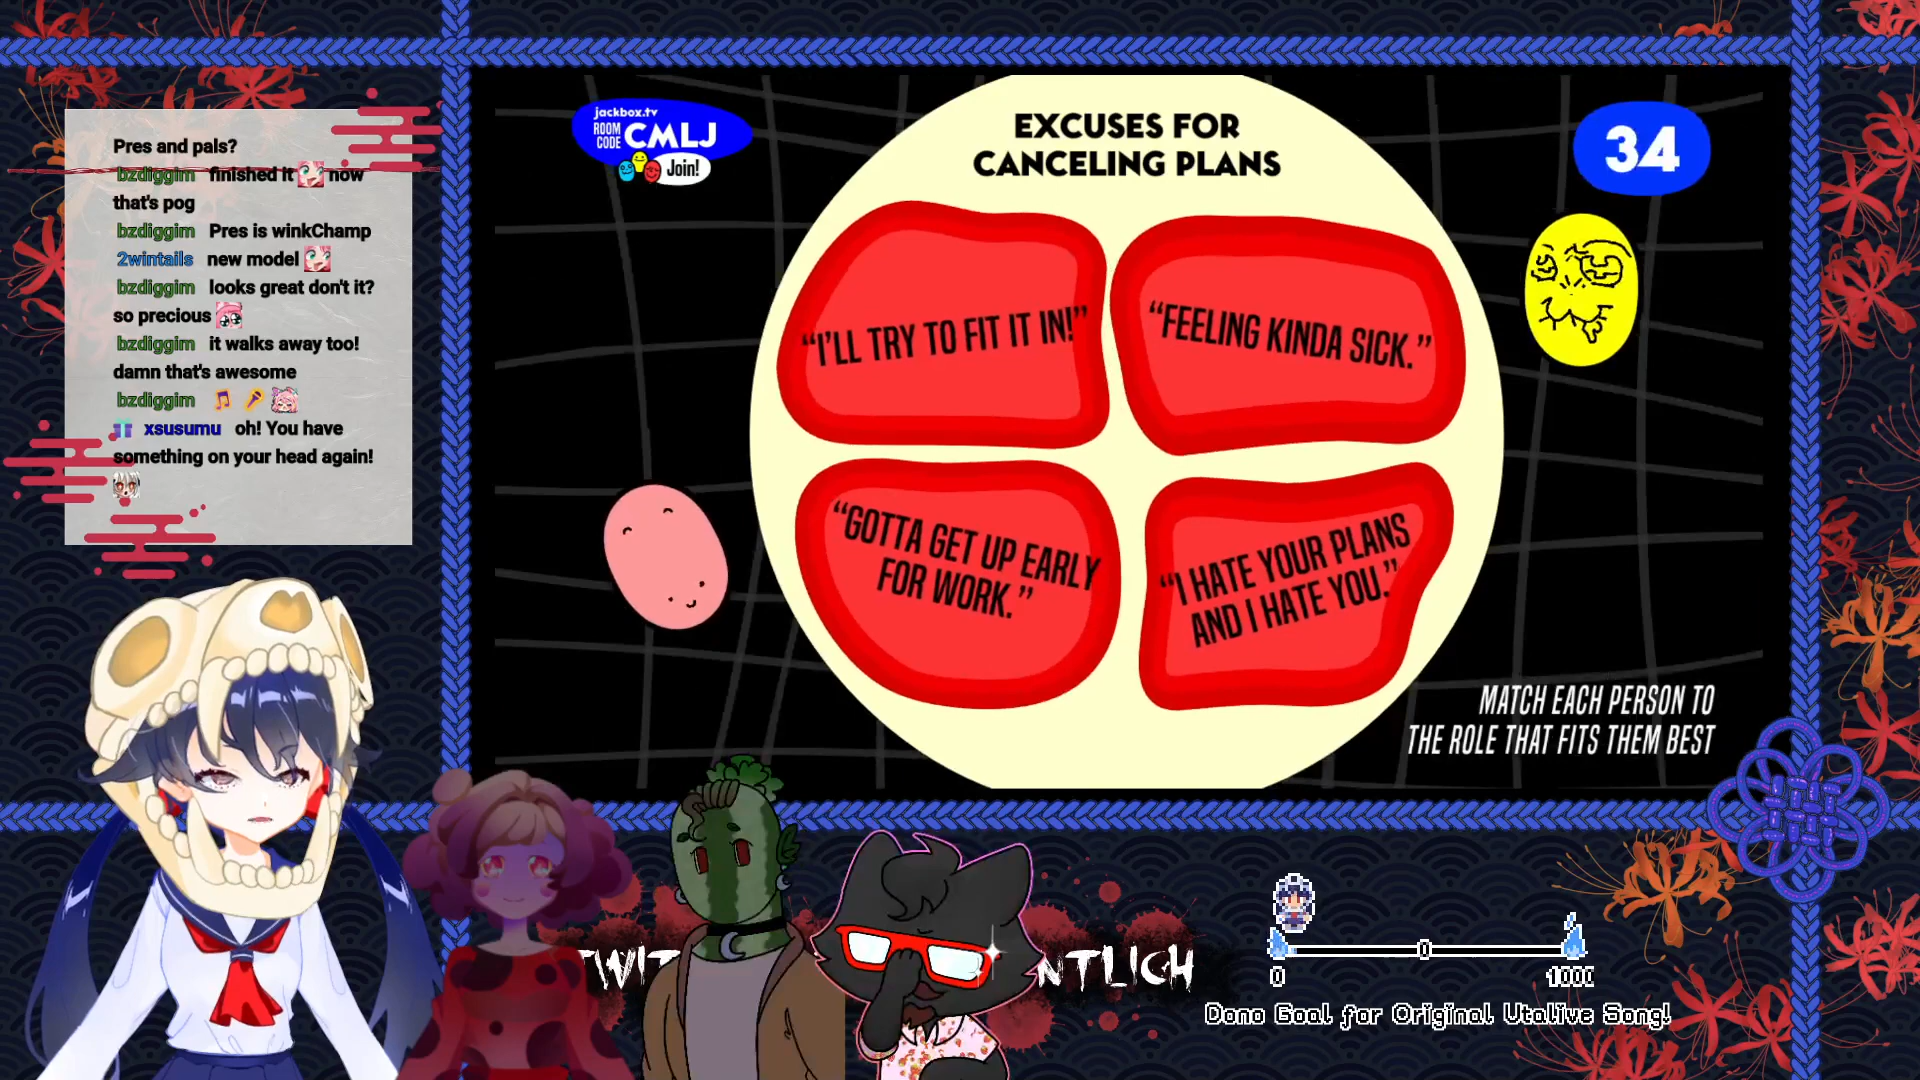 Pres and pals?
bzdiggim finished it now
that's pog
bzdiggim Pres is winkChamp
2wintails new model
bzdiggim looks great don't it?
so precious
bzdiggim it walks away too!
damn that's awesome
bzdiggim
xsusumu oh! You have
something on your head again!
jackbox.tv
ROOM CODE CMLJ
Join!
EXCUSES FOR
CANCELING PLANS
34
"I'LL TRY TO FIT IT IN!"
"FEELING KINDA SICK."
"GOTTA GET UP EARLY
FOR WORK."
"I HATE YOUR PLANS
AND I HATE YOU."
MATCH EACH PERSON TO
THE ROLE THAT FITS THEM BEST
TWIT
NTLICH
0
0
1000
Dono Goal for Original Utalive Song!